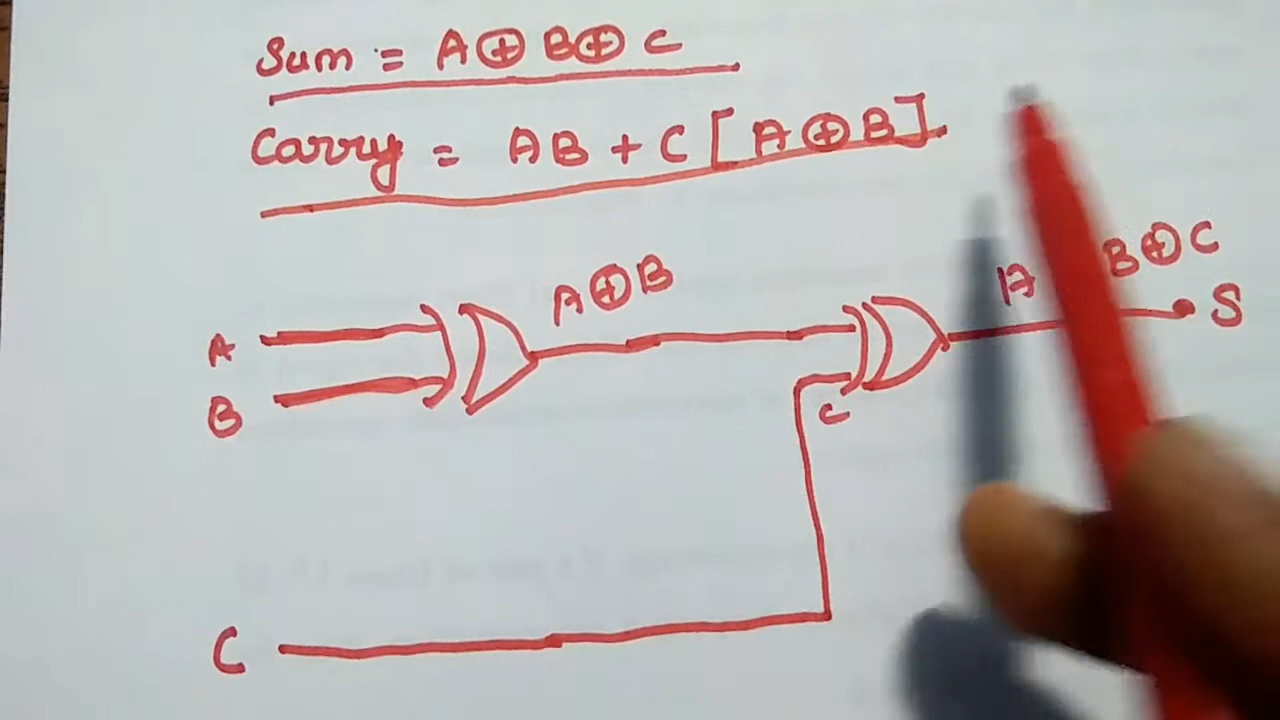 Sum = A ⊕ B ⊕ C
Carry = AB + C [A ⊕ B]
A ⊕ B
A B ⊕ C
S
A
B
C
C